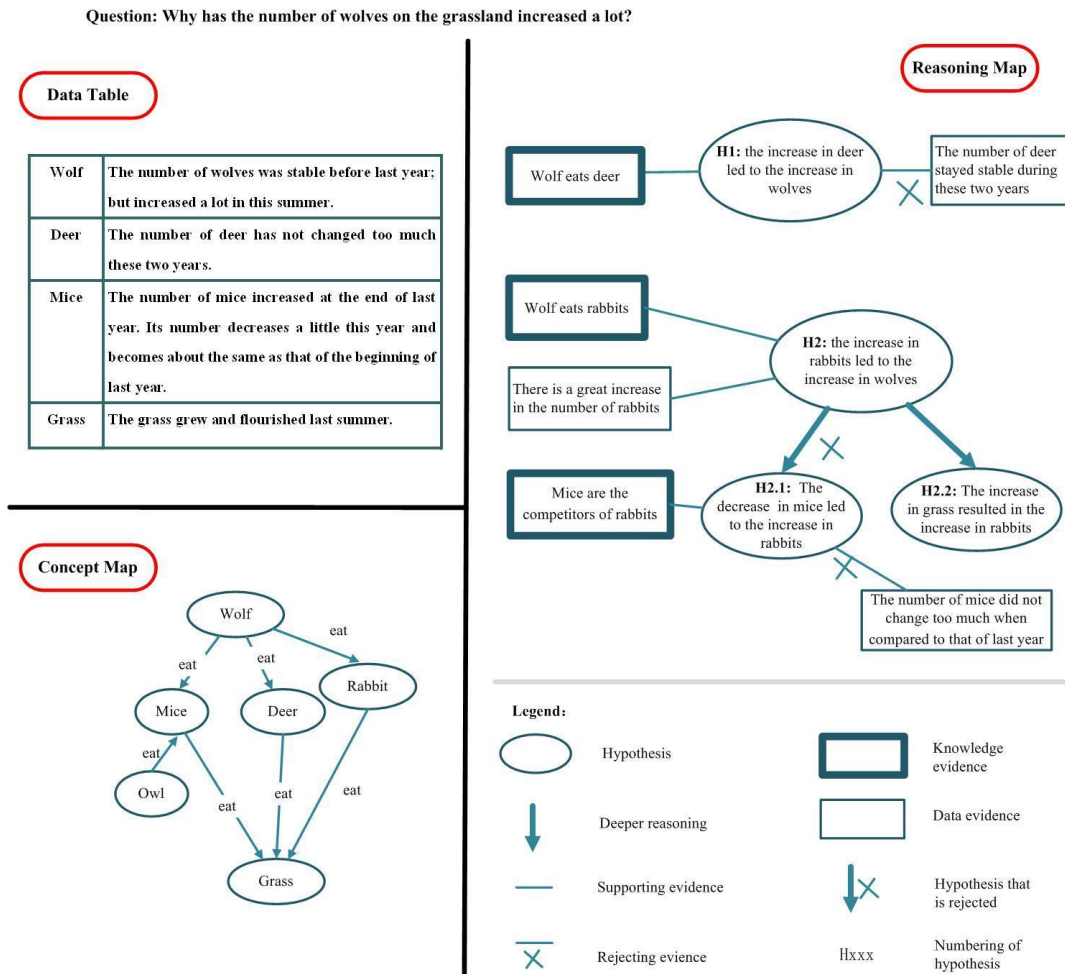 Question: Why has the number of wolves on the grassland increased a lot?
Data Table
Wolf
The number of wolves was stable before last year;
but increased a lot in this summer.
Deer
The number of deer has not changed too much
these two years.
Mice
The number of mice increased at the end of last
year. Its number decreases a little this year and
becomes about the same as that of the beginning of
last year.
Grass
The grass grew and flourished last summer.
Concept Map
Wolf
eat
eat
eat
Mice
Deer
Rabbit
eat
Owl
eat
eat
eat
Grass
Reasoning Map
Wolf eats deer
H1: the increase in deer
led to the increase in
wolves
The number of deer
stayed stable during
these two years
Wolf eats rabbits
H2: the increase in
rabbits led to the
increase in wolves
There is a great increase
in the number of rabbits
Mice are the
competitors of rabbits
H2.1: The
decrease in mice led
to the increase in
rabbits
H2.2: The increase
in grass resulted in the
increase in rabbits
The number of mice did not
change too much when
compared to that of last year
Legend:
Hypothesis
Knowledge
evidence
Deeper reasoning
Data evidence
Supporting evidence
Hypothesis that
is rejected
Rejecting evience
Hxxx
Numbering of
hypothesis